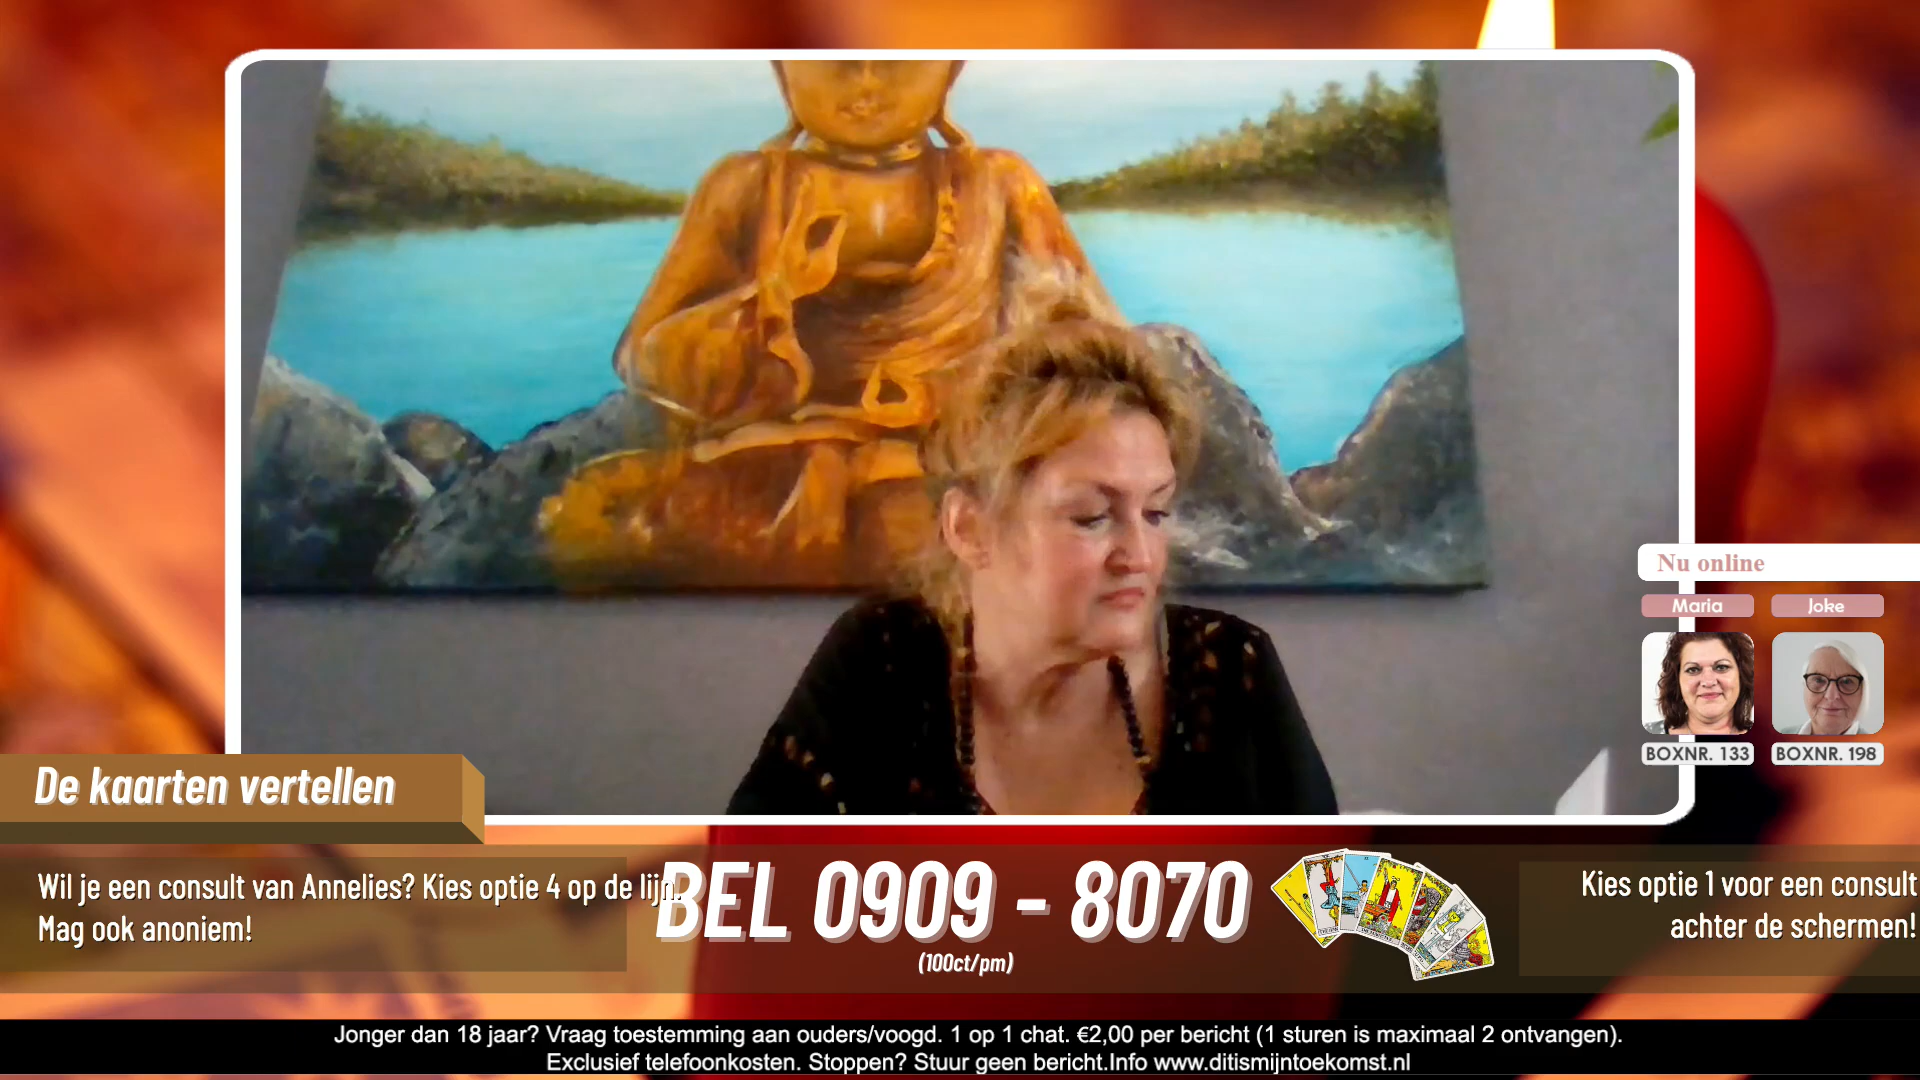 Nu online
Maria
Joke
BOXNR. 133
BOXNR. 198
De kaarten vertellen
Wil je een consult van Annelies? Kies optie 4 op de lijn.
Mag ook anoniem!
BEL 0909 - 8070
(100ct/pm)
Kies optie 1 voor een consult
achter de schermen!
Jonger dan 18 jaar? Vraag toestemming aan ouders/voogd. 1 op 1 chat. €2,00 per bericht (1 sturen is maximaal 2 ontvangen).
Exclusief telefoonkosten. Stoppen? Stuur geen bericht.Info www.ditismijntoekomst.nl